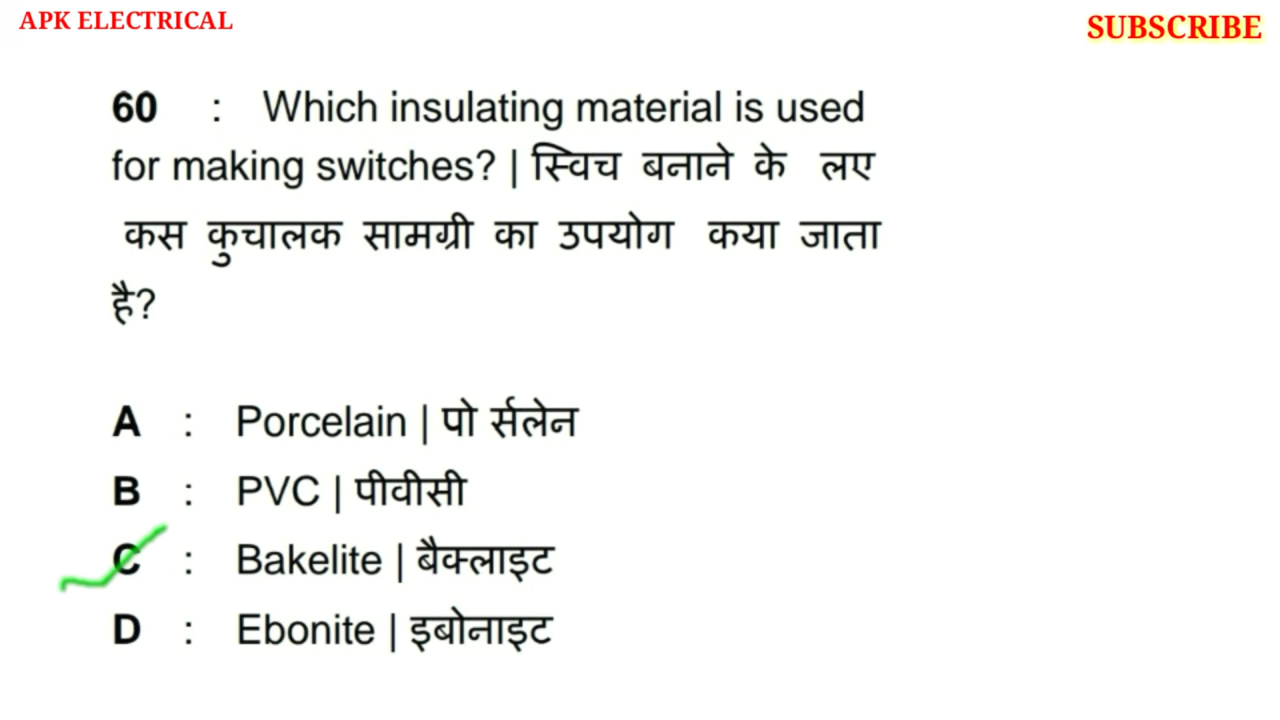 APK ELECTRICAL
SUBSCRIBE
60 : Which insulating material is used
for making switches? | स्विच बनाने के लए
कस कुचालक सामग्री का उपयोग कया जाता
है?
A : Porcelain | पो र्सलेन
B : PVC | पीवीसी
C : Bakelite | बैक्लाइट
D : Ebonite | इबोनाइट